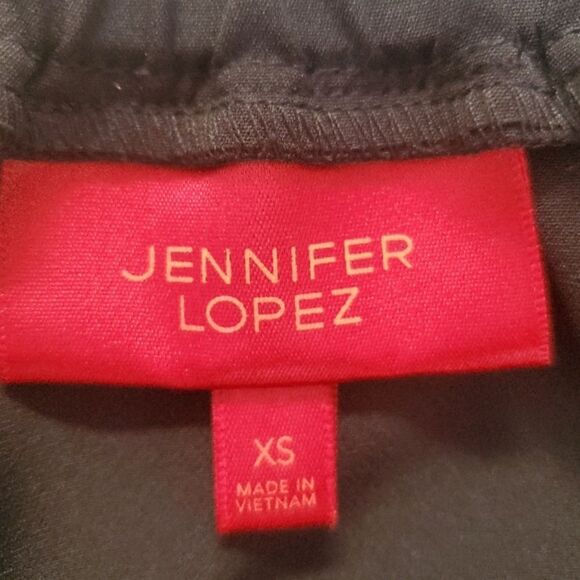 JENNIFER
LOPEZ
XS
MADE IN
VIETNAM